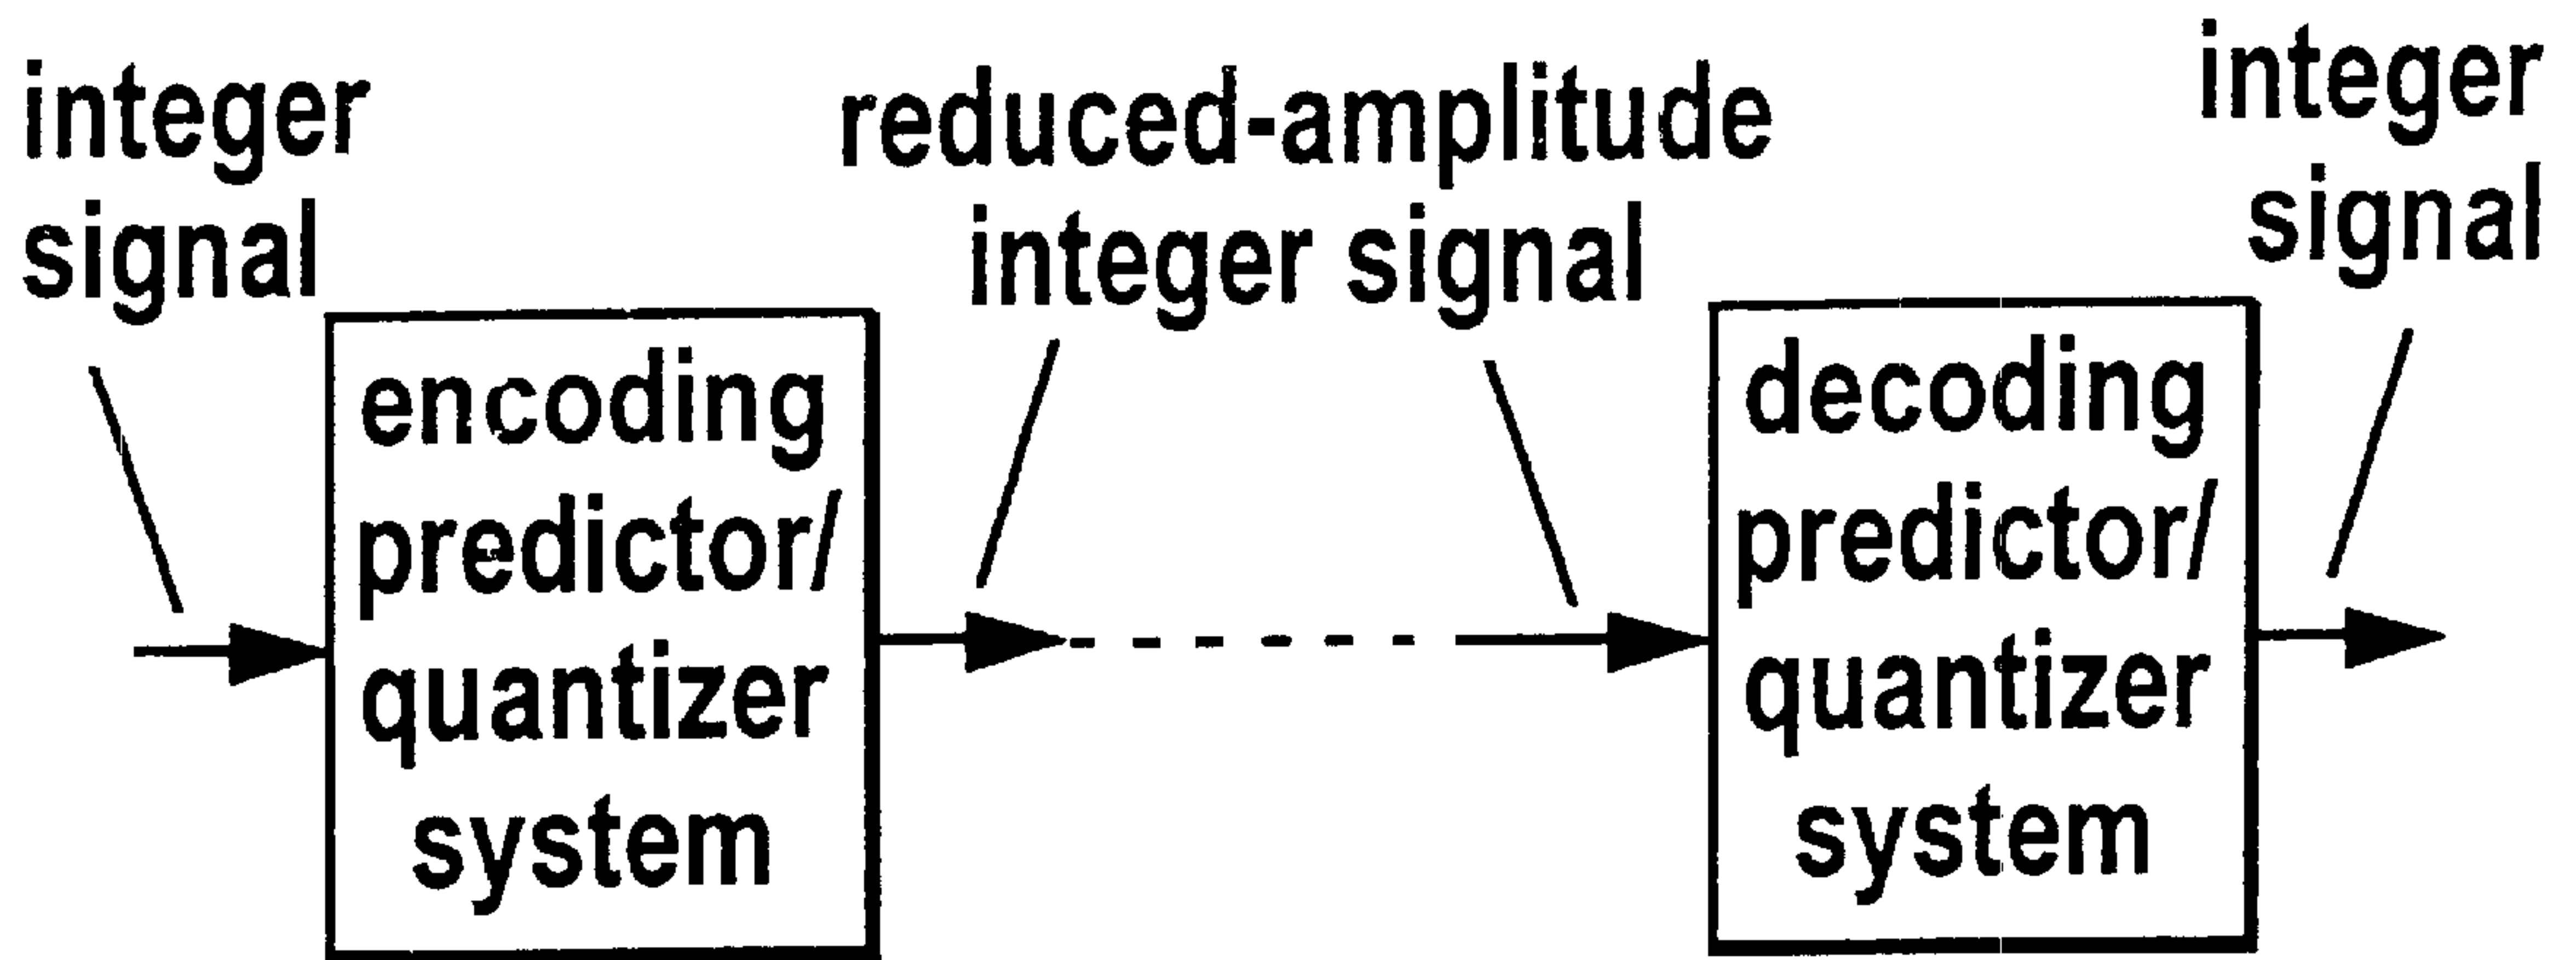 integer
signal
reduced-amplitude
integer signal
integer
signal
encoding
predictor/
quantizer
system
decoding
predictor/
quantizer
system